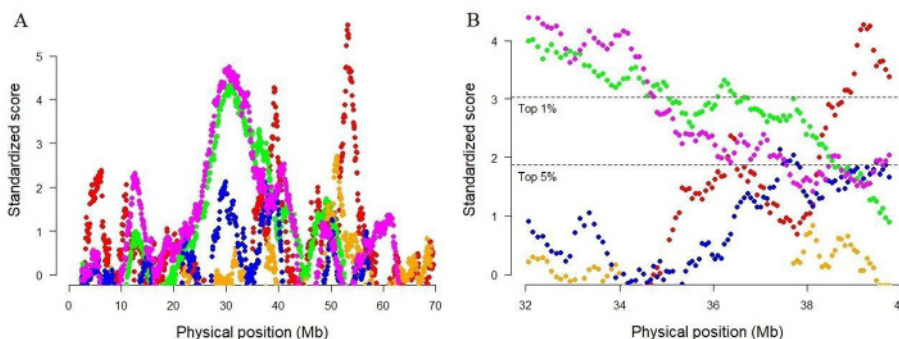 A
Standardized score
5
4
3
2
1
0
0 10 20 30 40 50 60 70
Physical position (Mb)
B
Standardized score
4
3
2
1
0
Top 1%
Top 5%
32 34 36 38 4
Physical position (Mb)